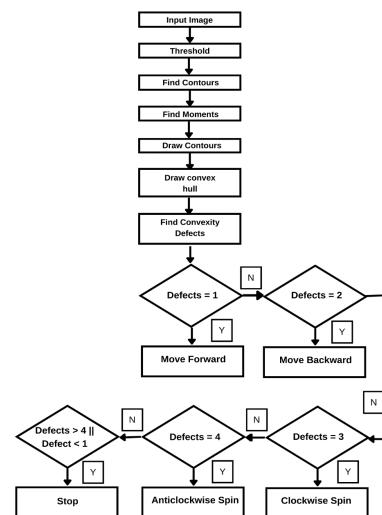 Input Image
Threshold
Find Contours
Find Moments
Draw Contours
Draw convex
hull
Find Convexity
Defects
Defects = 1
N
Defects = 2
Y
Y
Move Forward
Move Backward
N
Defects > 4 ||
Defect < 1
N
Defects = 4
N
Defects = 3
Y
Y
Y
Stop
Anticlockwise Spin
Clockwise Spin